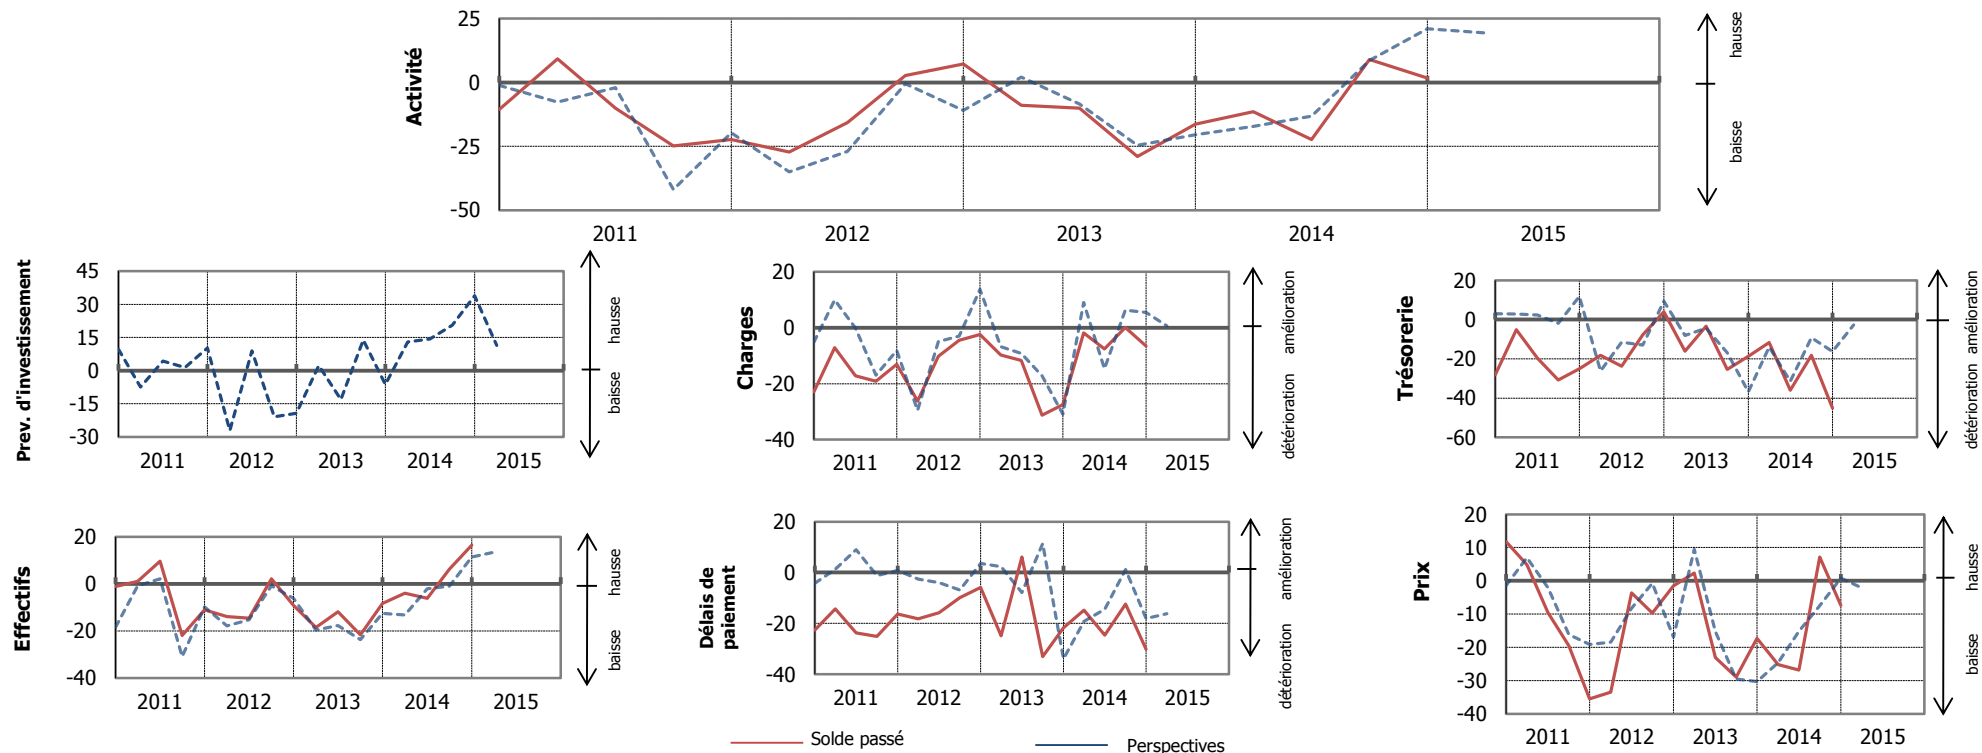 Activité
25
0
-25
-50
2011 2012 2013 2014 2015
hausse
baisse
Prev. d'investissement
45
30
15
0
-15
-30
2011 2012 2013 2014 2015
hausse
baisse
Charges
20
0
-20
-40
2011 2012 2013 2014 2015
amélioration
détérioration
Trésorerie
20
0
-20
-40
-60
2011 2012 2013 2014 2015
amélioration
détérioration
Effectifs
20
0
-20
-40
2011 2012 2013 2014 2015
hausse
baisse
Délais de
paiement
20
0
-20
-40
2011 2012 2013 2014 2015
amélioration
détérioration
Prix
20
10
0
-10
-20
-30
-40
2011 2012 2013 2014 2015
hausse
baisse
Solde passé
Perspectives